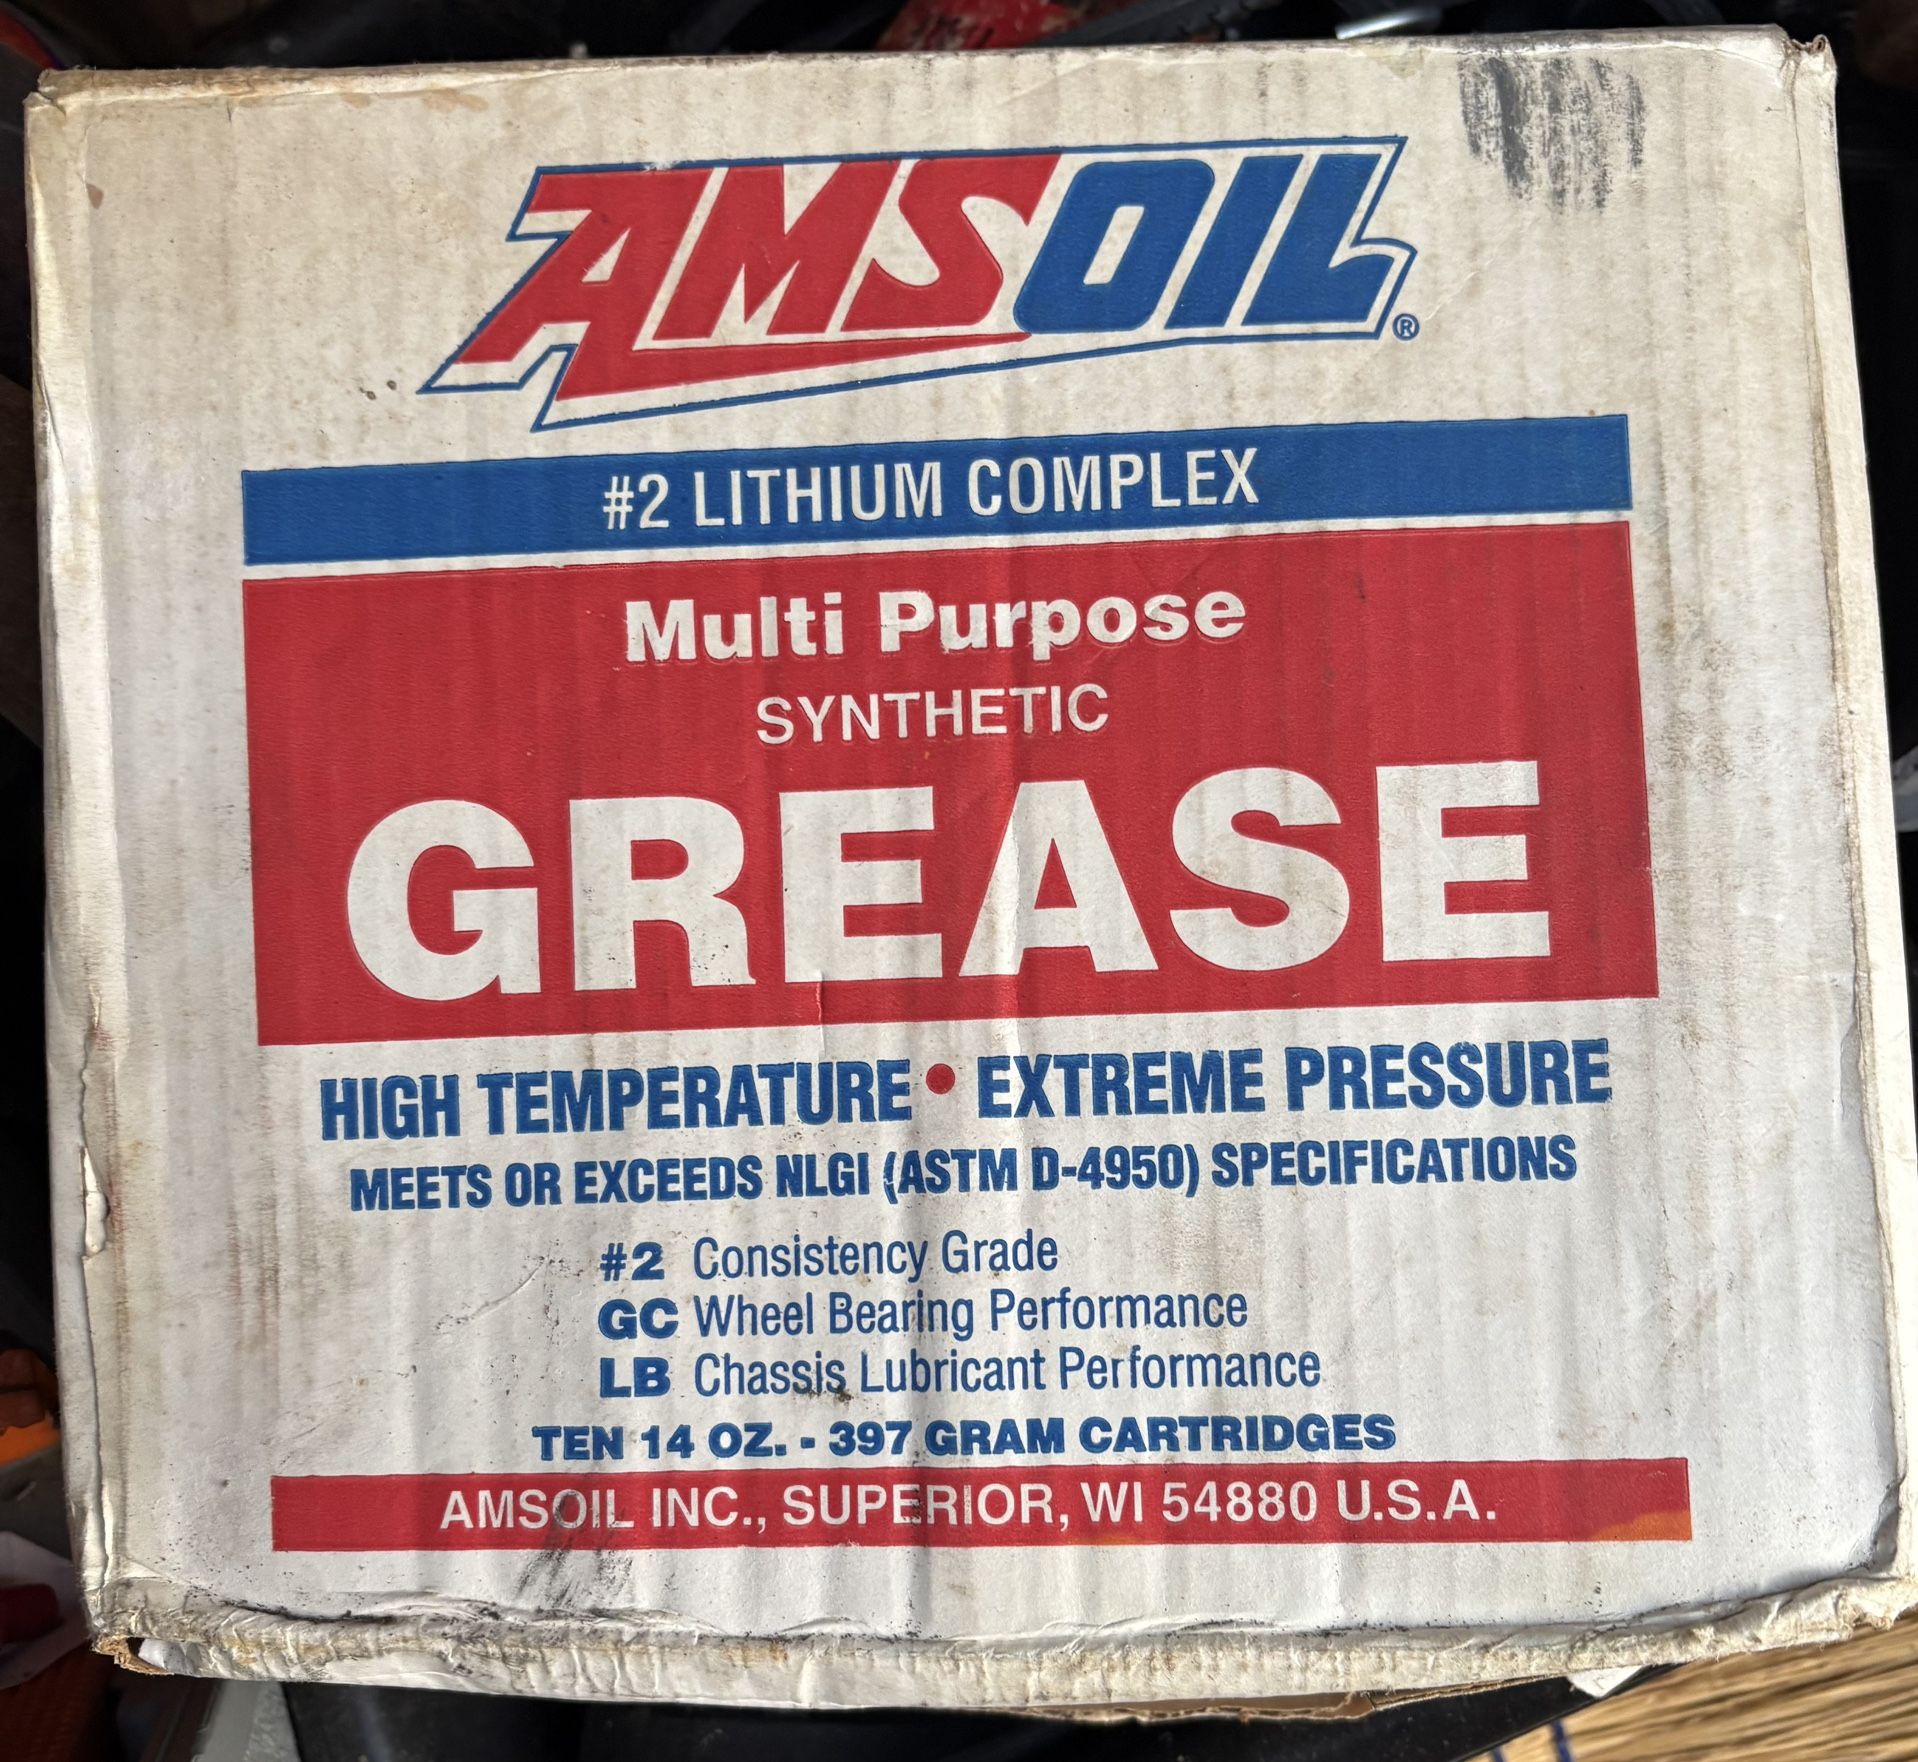 AMSOIL®
#2 LITHIUM COMPLEX
Multi Purpose
SYNTHETIC
GREASE
HIGH TEMPERATURE • EXTREME PRESSURE
MEETS OR EXCEEDS NLGI (ASTM D-4950) SPECIFICATIONS
#2 Consistency Grade
GC Wheel Bearing Performance
LB Chassis Lubricant Performance
TEN 14 OZ. - 397 GRAM CARTRIDGES
AMSOIL INC., SUPERIOR, WI 54880 U.S.A.